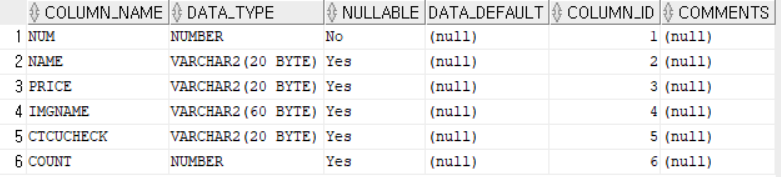 COLUMN_NAME DATA_TYPE NULLABLE DATA_DEFAULT COLUMN_ID COMMENTS
1 NUM NUMBER No (null) 1 (null)
2 NAME VARCHAR2(20 BYTE) Yes (null) 2 (null)
3 PRICE VARCHAR2(20 BYTE) Yes (null) 3 (null)
4 IMGNAME VARCHAR2(60 BYTE) Yes (null) 4 (null)
5 CTCUCHECK VARCHAR2(20 BYTE) Yes (null) 5 (null)
6 COUNT NUMBER Yes (null) 6 (null)